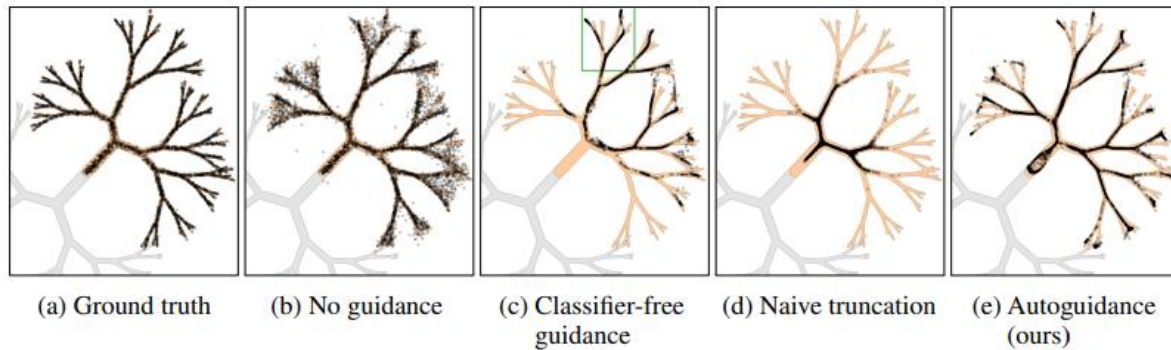 (a) Ground truth
(b) No guidance
(c) Classifier-free
guidance
(d) Naive truncation
(e) Autoguidance
(ours)